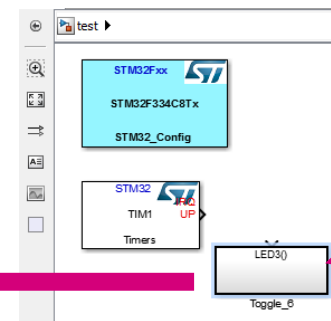 test
STM32Fxx
STM32F334C8Tx
STM32_Config
STM32
IRQ
TIM1 UP
Timers
LED3()
Toggle_6